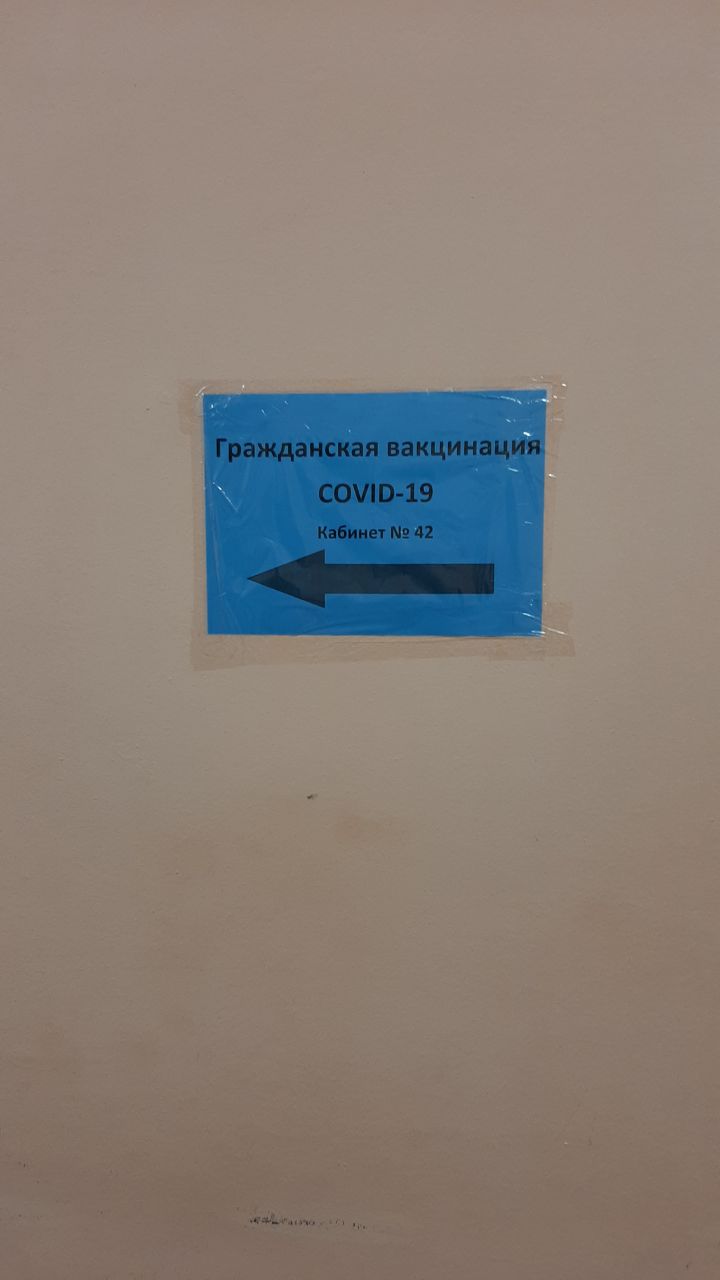 Гражданская вакцинация
COVID-19
Кабинет № 42